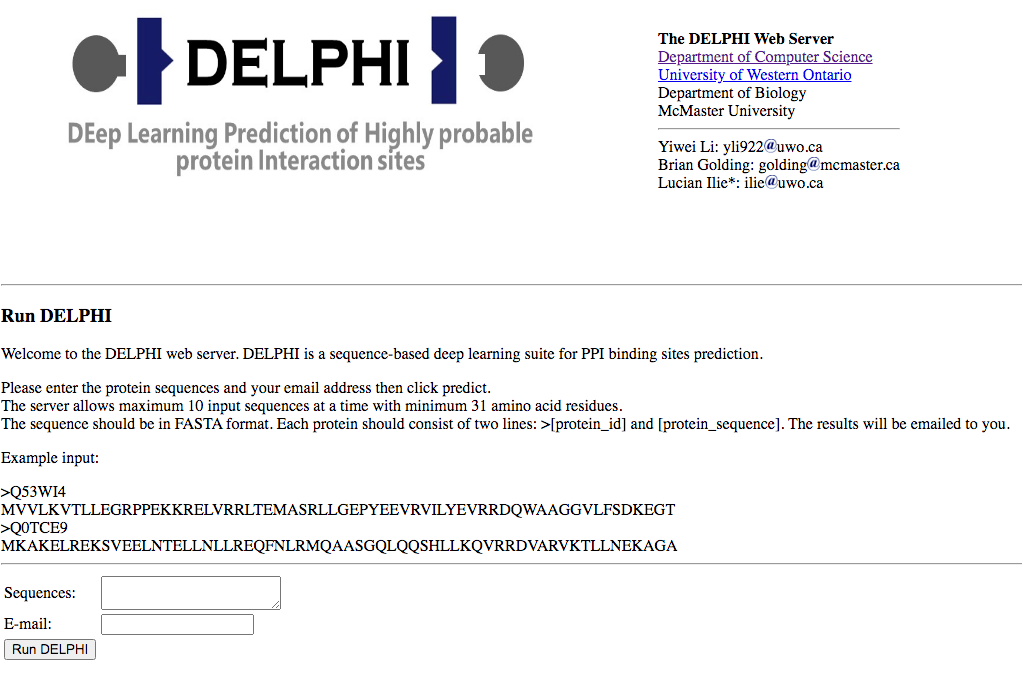 DELPHI
DEep Learning Prediction of Highly probable
protein Interaction sites
The DELPHI Web Server
Department of Computer Science
University of Western Ontario
Department of Biology
McMaster University
Yiwei Li: yli922@uwo.ca
Brian Golding: golding@mcmaster.ca
Lucian Ilie*: ilie@uwo.ca
Run DELPHI
Welcome to the DELPHI web server. DELPHI is a sequence-based deep learning suite for PPI binding sites prediction.
Please enter the protein sequences and your email address then click predict.
The server allows maximum 10 input sequences at a time with minimum 31 amino acid residues.
The sequence should be in FASTA format. Each protein should consist of two lines: >[protein_id] and [protein_sequence]. The results will be emailed to you.
Example input:
>Q53WI4
MVVLKVTLLEGRPPEKKRELVRRLTEMASRLLGEPYEEVRVILYEVRRDQWAAGGVLFSDKEGT
>Q0TCE9
MKAKELREKSVEELNTELLNLLREQFNLRMQAASGQLQQSHLLKQVRRDVARVKTLLNEKAGA
Sequences:
E-mail:
Run DELPHI